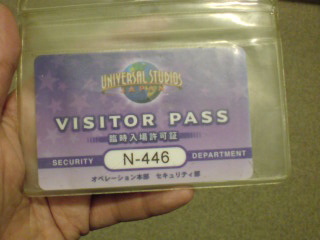 UNIVERSAL STUDIOS
VISITOR PASS
臨時入場許可証
SECURITY N-446 DEPARTMENT
オペレーション本部 セキュリティ部